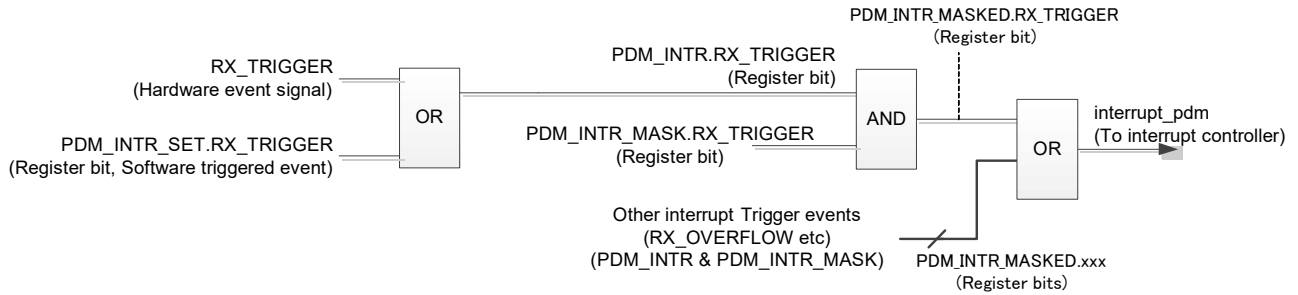 PDM_INTR_MASKED.RX_TRIGGER
(Register bit)
RX_TRIGGER
(Hardware event signal)
PDM_INTR.RX_TRIGGER
(Register bit)
OR
PDM_INTR_SET.RX_TRIGGER
(Register bit, Software triggered event)
PDM_INTR_MASK.RX_TRIGGER
(Register bit)
AND
OR
interrupt_pdm
(To interrupt controller)
Other interrupt Trigger events
(RX_OVERFLOW etc)
(PDM_INTR & PDM_INTR_MASK)
PDM_INTR_MASKED.xxx
(Register bits)